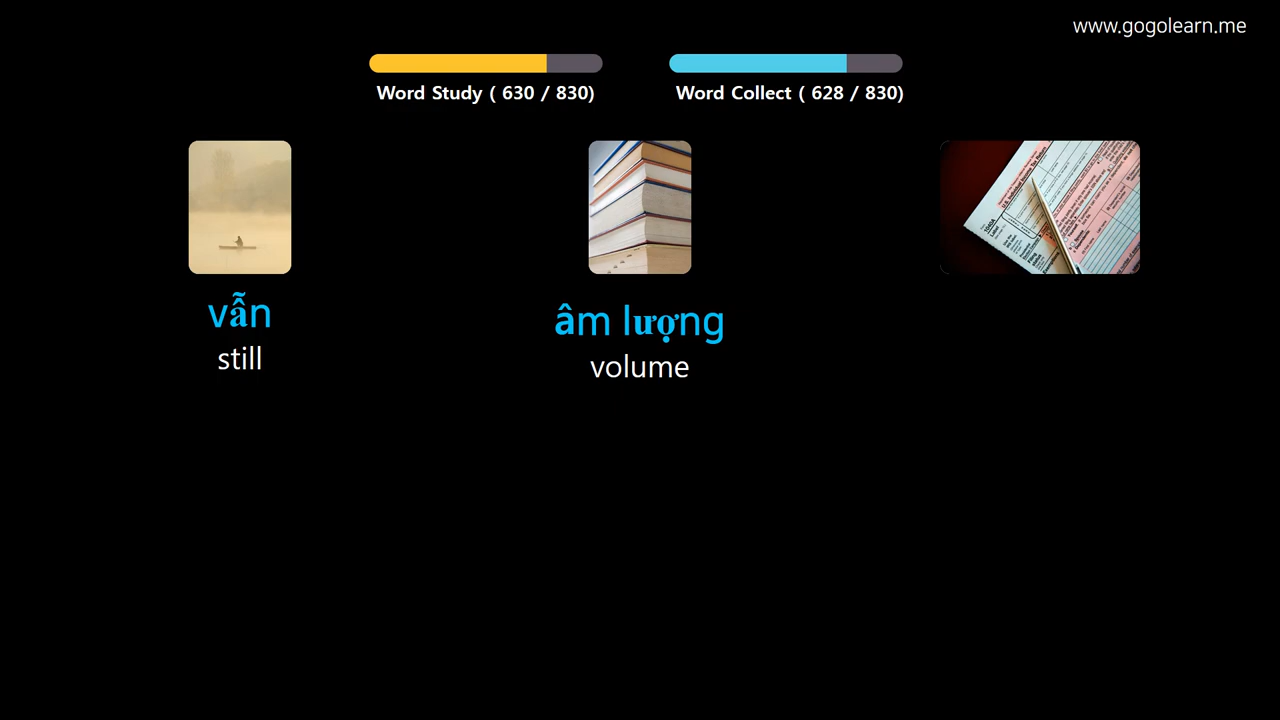 www.gogolearn.me
Word Study ( 630 / 830)
Word Collect ( 628 / 830)
vẫn
still
âm lượng
volume